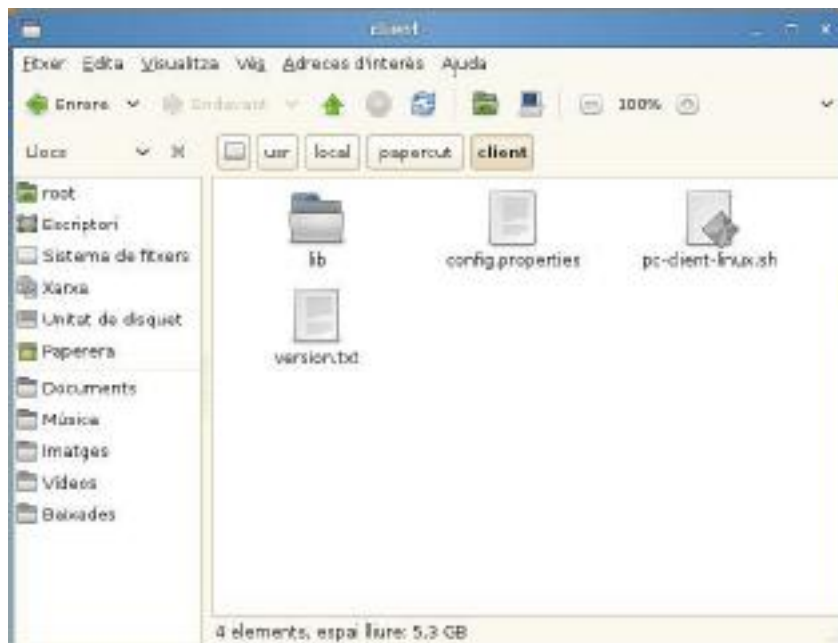 client
Fitxer Edita Visualitza Vés Adreces d'interès Ajuda
Enrere Endavant 100%
Llocs usr local papercut client
root
Escriptori
Sistema de fitxers
Xarxa
Unitat de disquet
Paperera
Documents
Música
Imatges
Vídeos
Baixades
lib config.properties pc-client-linux.sh
version.txt
4 elements, espai lliure: 5,3 GB